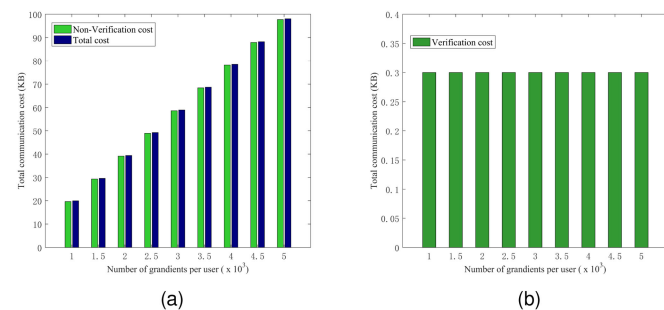 100
90
80
70
60
50
40
30
20
10
0
Total communication cost (KB)
Non-Verification cost
Total cost
1 1.5 2 2.5 3 3.5 4 4.5 5
Number of grandients per user ( x 10³)
(a)
0.4
0.35
0.3
0.25
0.2
0.15
0.1
0.05
0
Total communication cost (KB)
Verification cost
1 1.5 2 2.5 3 3.5 4 4.5 5
Number of grandients per user ( x 10³)
(b)